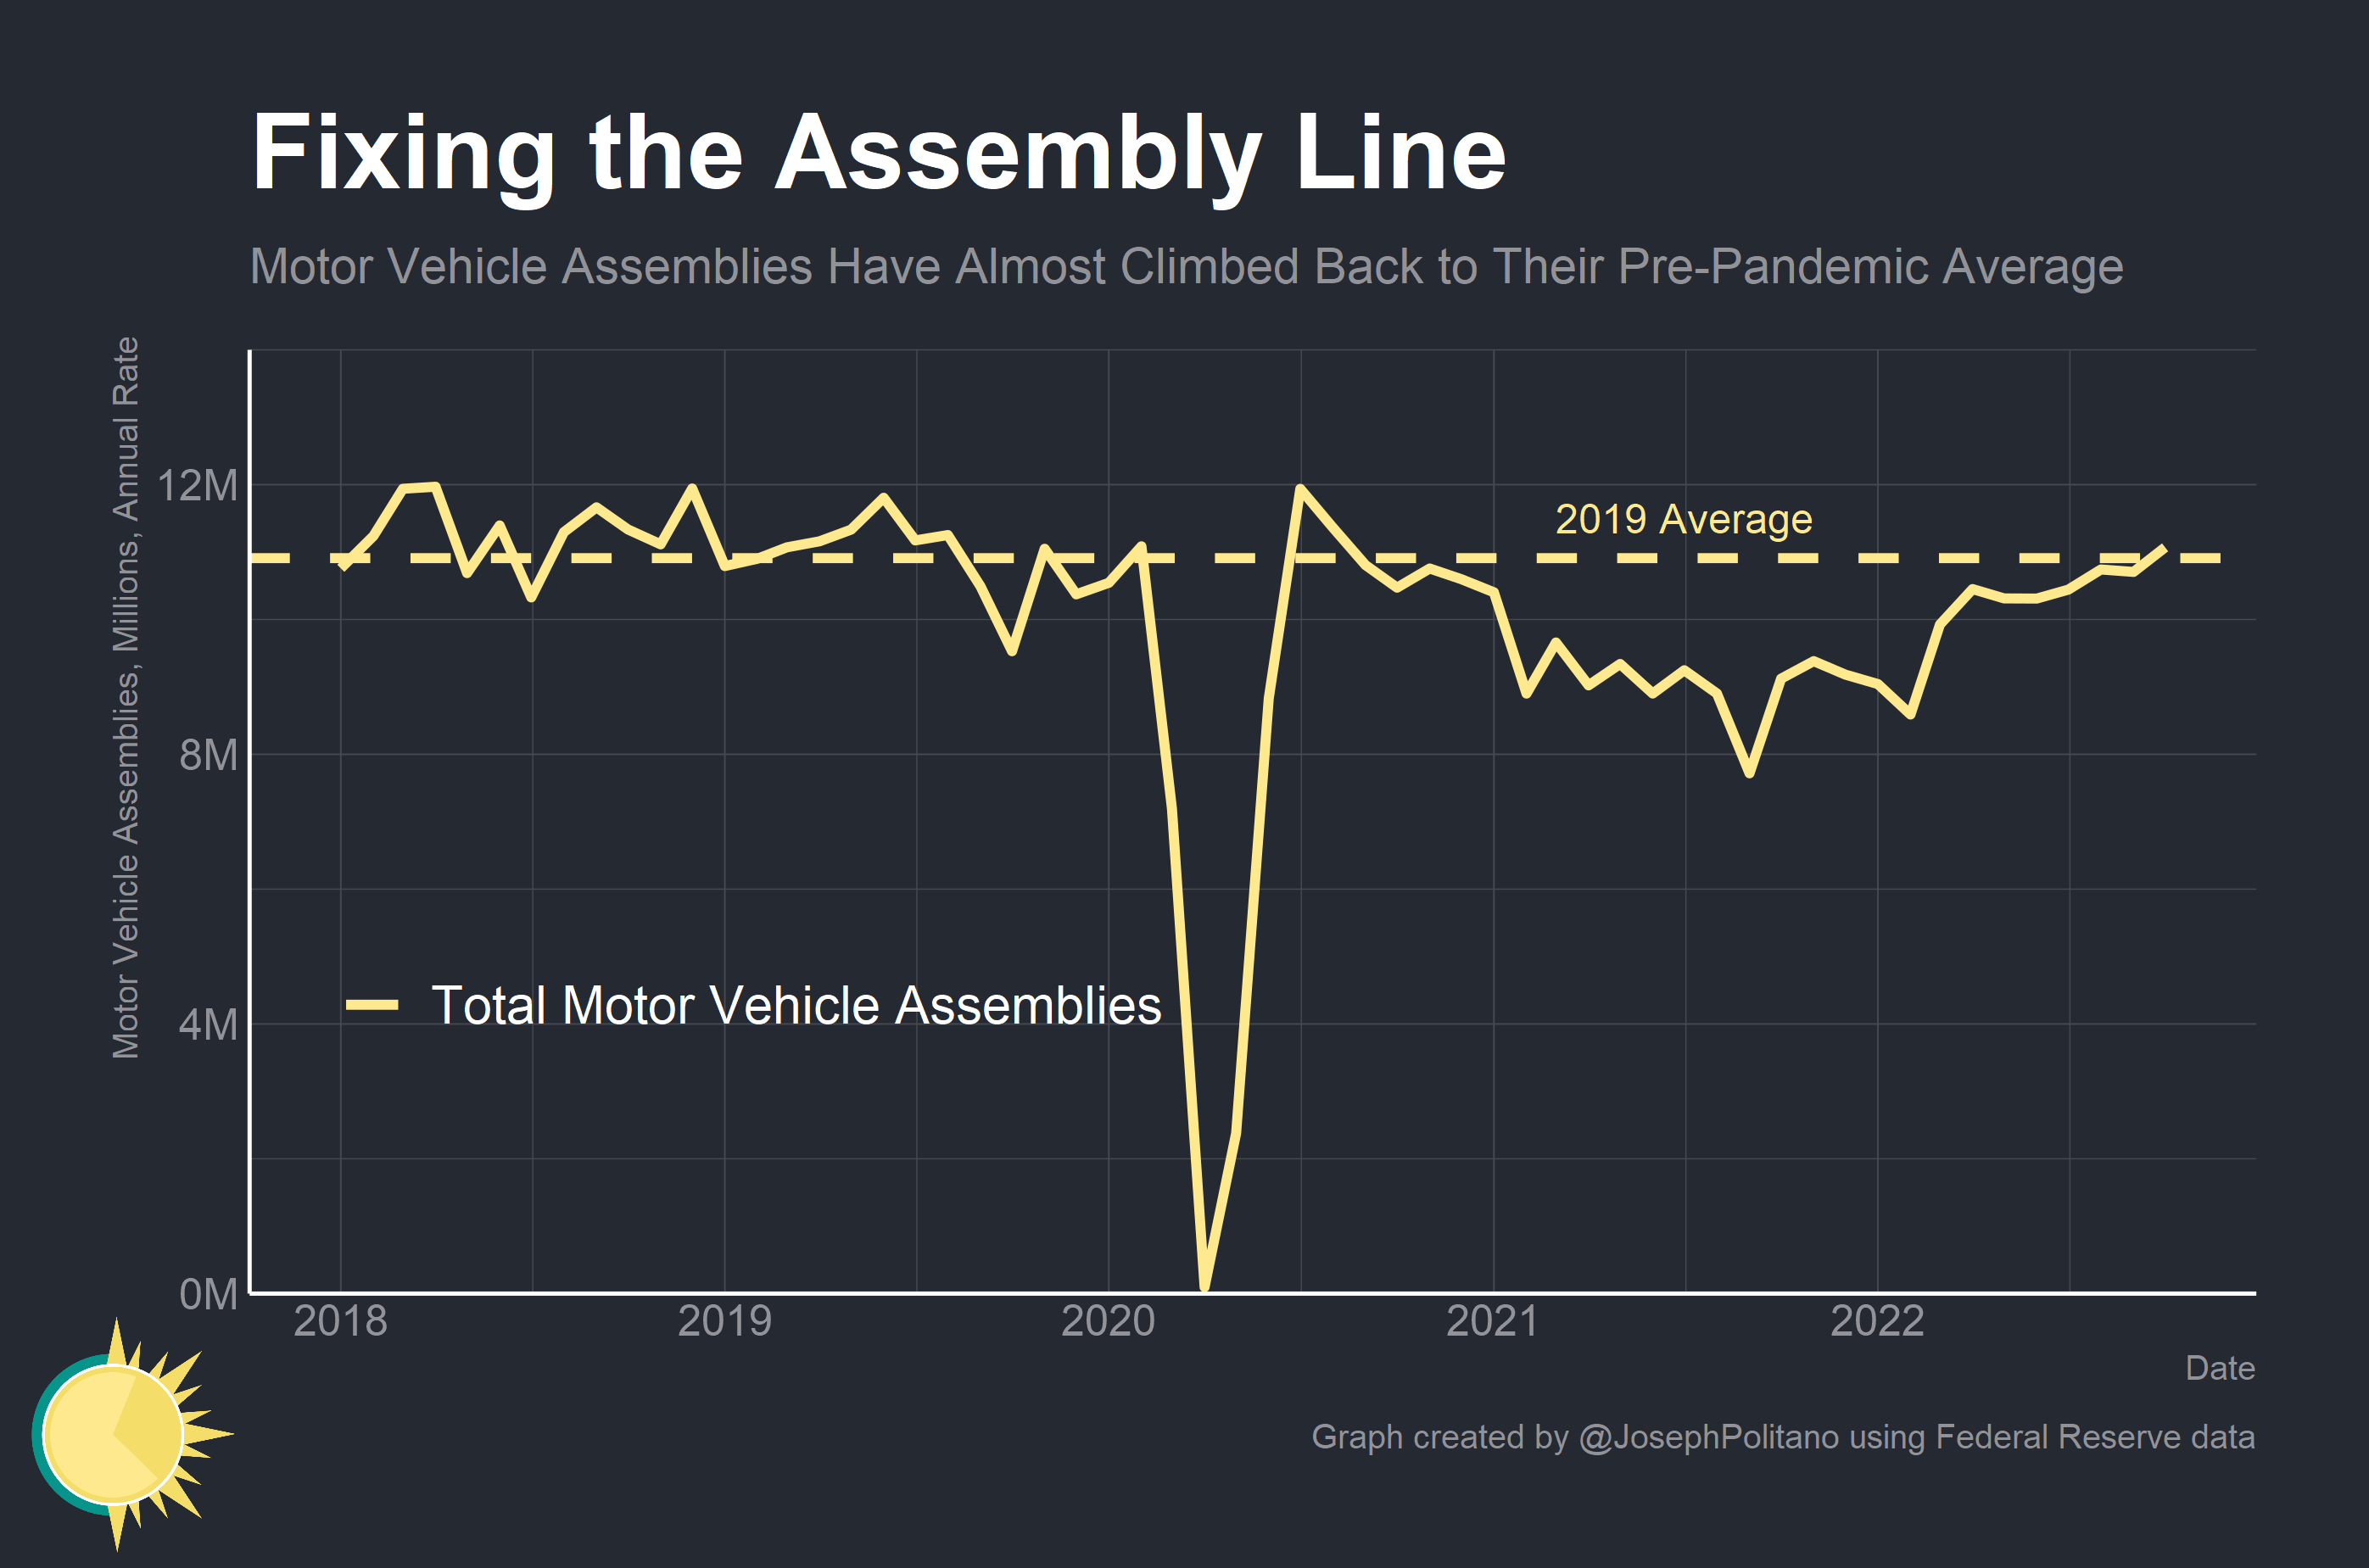 Fixing the Assembly Line
Motor Vehicle Assemblies Have Almost Climbed Back to Their Pre-Pandemic Average
Motor Vehicle Assemblies, Millions, Annual Rate
12M
8M
4M
0M
2019 Average
Total Motor Vehicle Assemblies
2018 2019 2020 2021 2022
Date
Graph created by @JosephPolitano using Federal Reserve data